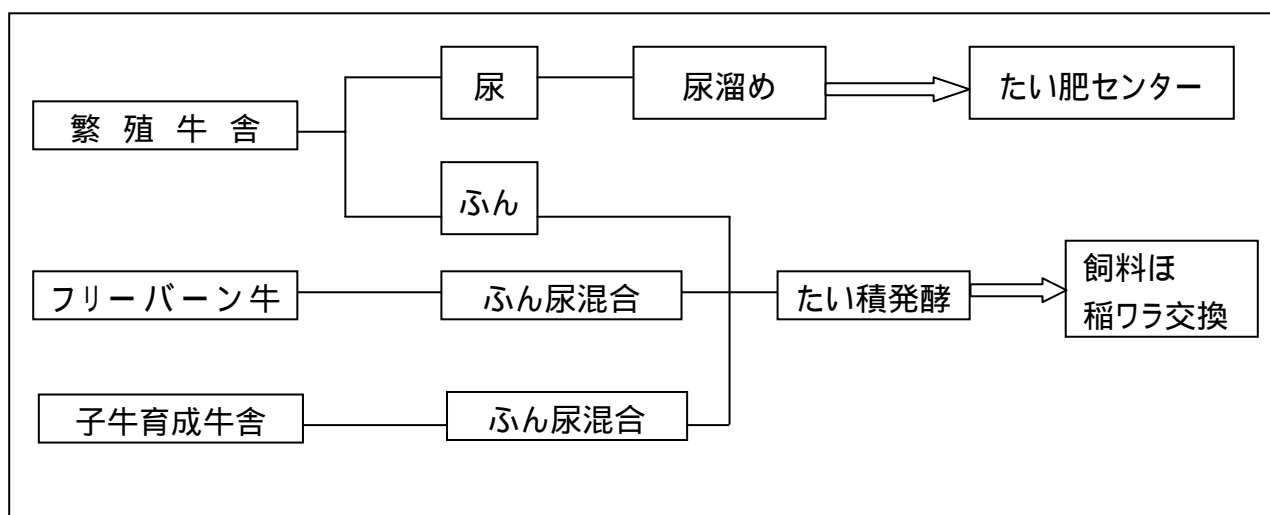 尿
尿溜め
たい肥センター
繁殖牛舎
ふん
フリーバーン牛
ふん尿混合
たい積発酵
飼料ほ
稲ワラ交換
子牛育成牛舎
ふん尿混合